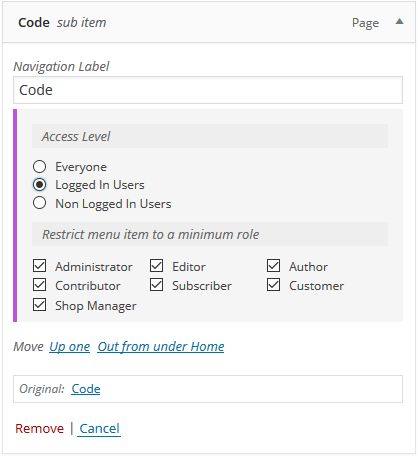 Code sub item Page
Navigation Label
Code
Access Level
Everyone
Logged In Users
Non Logged In Users
Restrict menu item to a minimum role
Administrator Editor Author
Contributor Subscriber Customer
Shop Manager
Move Up one Out from under Home
Original: Code
Remove | Cancel